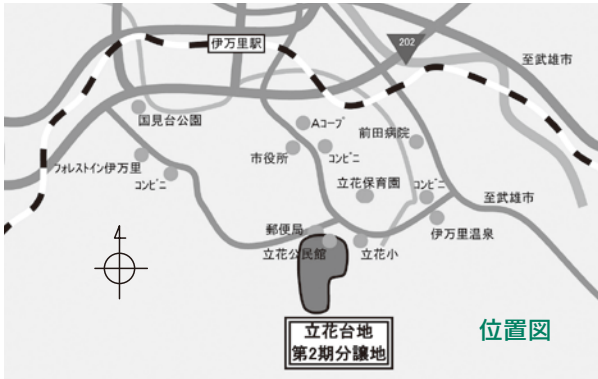 伊万里駅
202
至武雄市
国見台公園
Aコープ
前田病院
市役所
コンビニ
フォレストイン伊万里
コンビニ
立花保育園
コンビニ
至武雄市
郵便局
伊万里温泉
立花公民館
立花小
立花台地
第2期分譲地
位置図